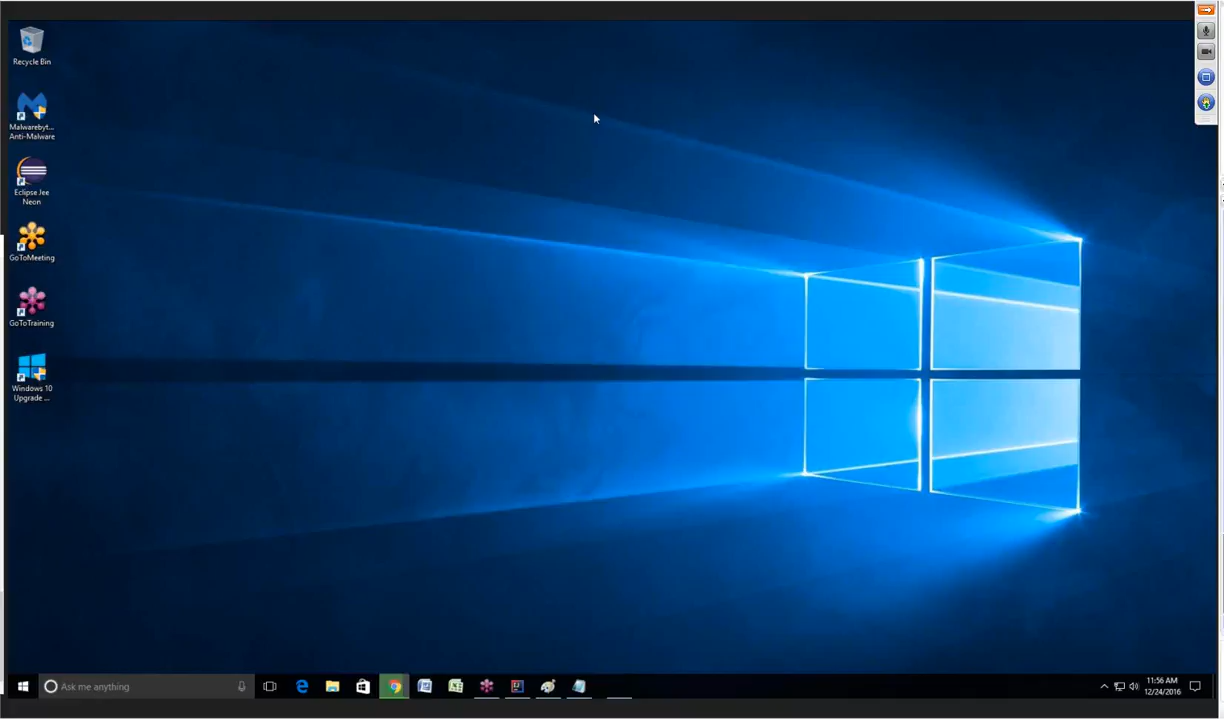 Recycle Bin
Malwarebyt...
Anti-Malware
Eclipse Jee
Neon
GoToMeeting
GoToTraining
Windows 10
Upgrade ...
Ask me anything
11:56 AM
12/24/2016